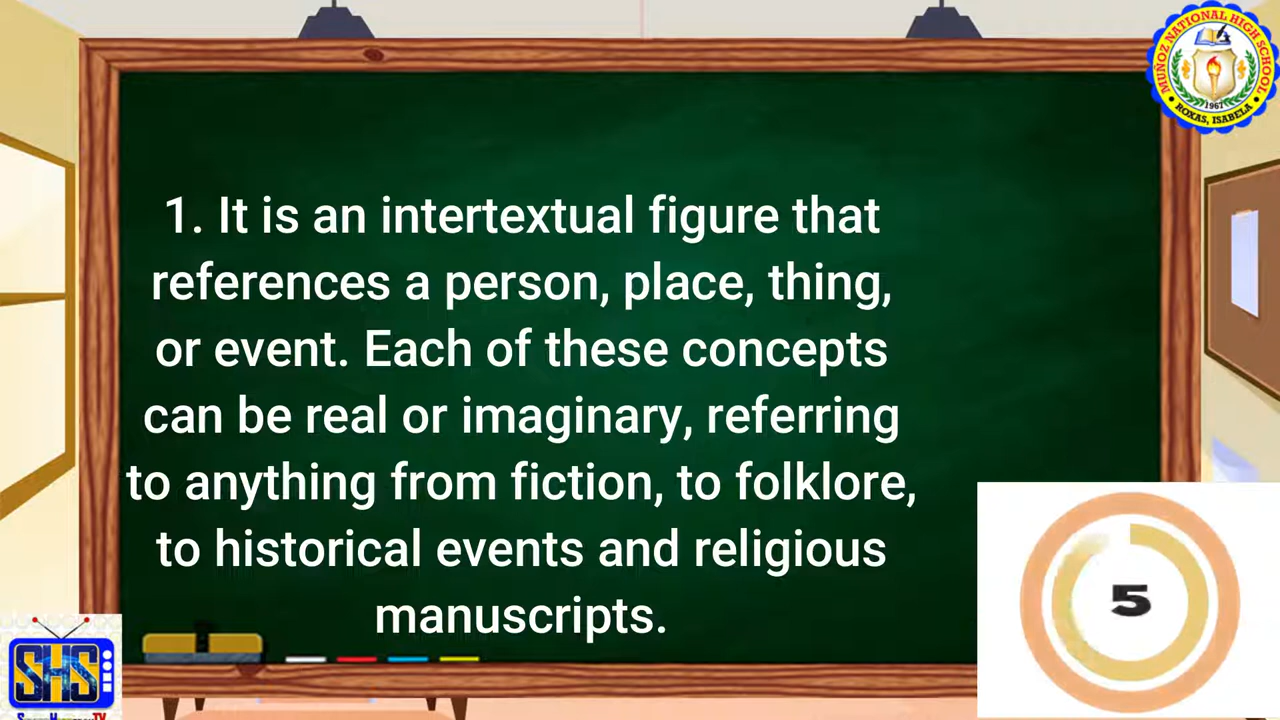 MUÑOZ NATIONAL HIGH SCHOOL
1967
ROXAS, ISABELA
1. It is an intertextual figure that
references a person, place, thing,
or event. Each of these concepts
can be real or imaginary, referring
to anything from fiction, to folklore,
to historical events and religious
manuscripts.
5
SHS